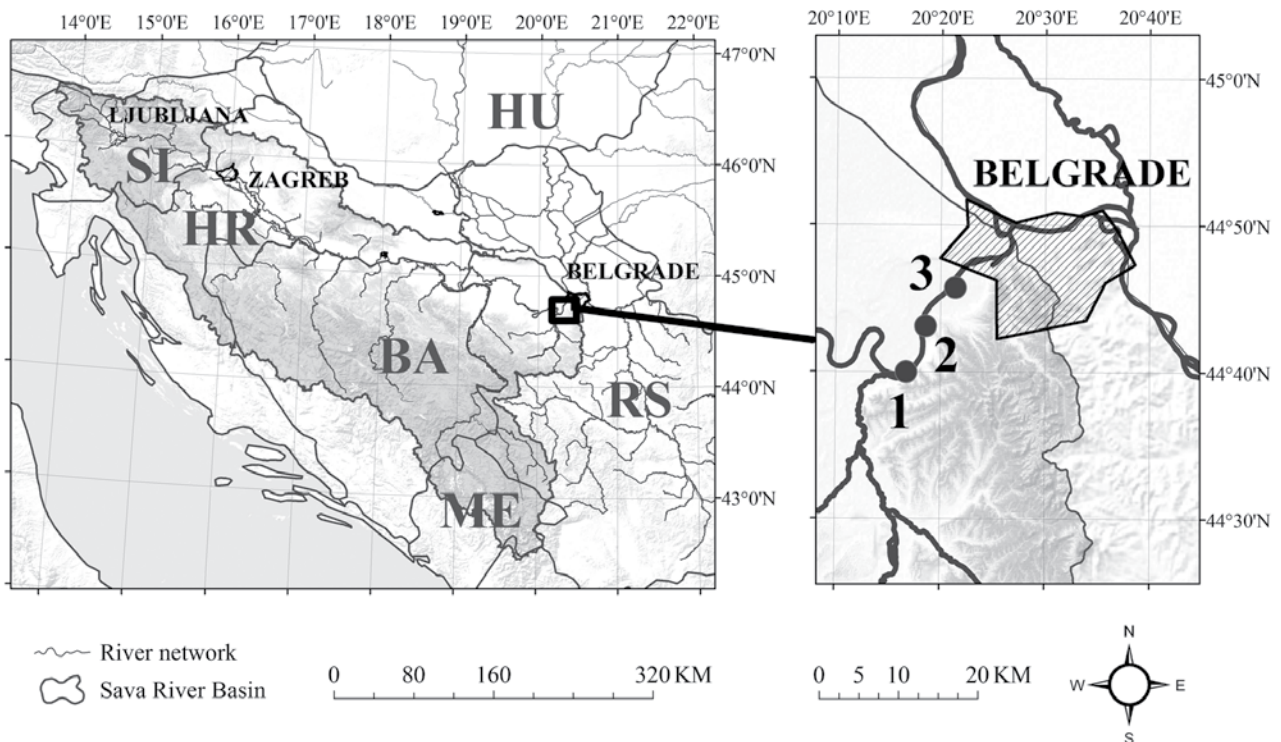 14°0'E 15°0'E 16°0'E 17°0'E 18°0'E 19°0'E 20°0'E 21°0'E 22°0'E
47°0'N
46°0'N
45°0'N
44°0'N
43°0'N
LJUBLJANA
HU
SI
ZAGREB
HR
BELGRADE
BA
RS
ME
20°10'E 20°20'E 20°30'E 20°40'E
45°0'N
44°50'N
44°40'N
44°30'N
BELGRADE
3
2
1
River network
Sava River Basin
0 80 160 320 KM
0 5 10 20 KM
N
W E
S